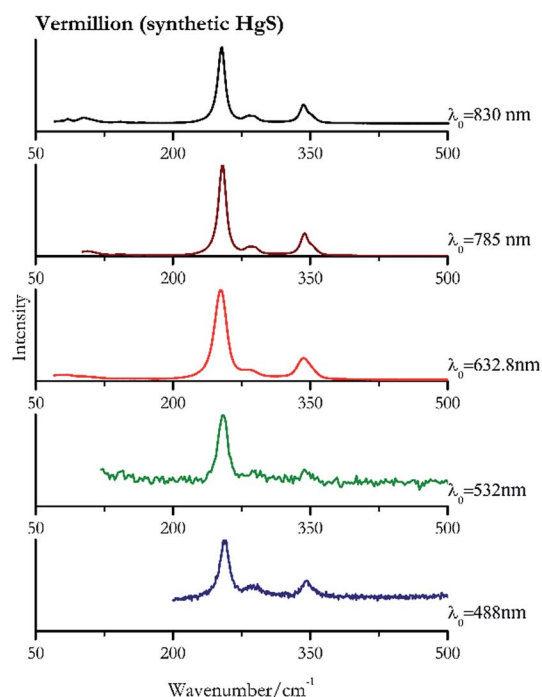 Vermillion (synthetic HgS)
λ₀=830 nm
50 200 350 500
λ₀=785 nm
50 200 350 500
λ₀=632.8nm
50 200 350 500
λ₀=532nm
50 200 350 500
λ₀=488nm
50 200 350 500
Intensity
Wavenumber/cm⁻¹